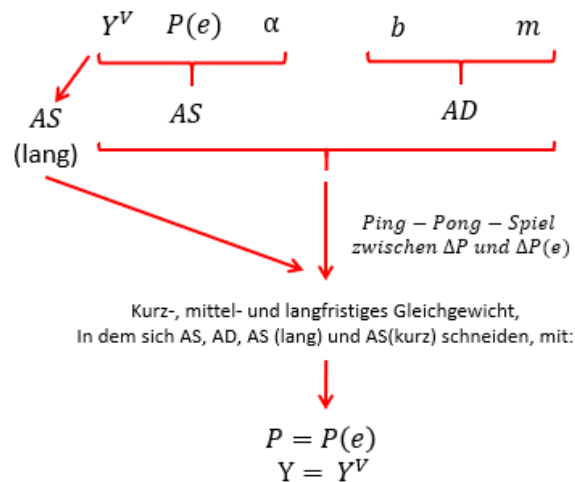 Y^V P(e) α b m
AS AS AD
(lang)
Ping − Pong − Spiel
zwischen ΔP und ΔP(e)
Kurz-, mittel- und langfristiges Gleichgewicht,
In dem sich AS, AD, AS (lang) und AS(kurz) schneiden, mit:
P = P(e)
Y = Y^V